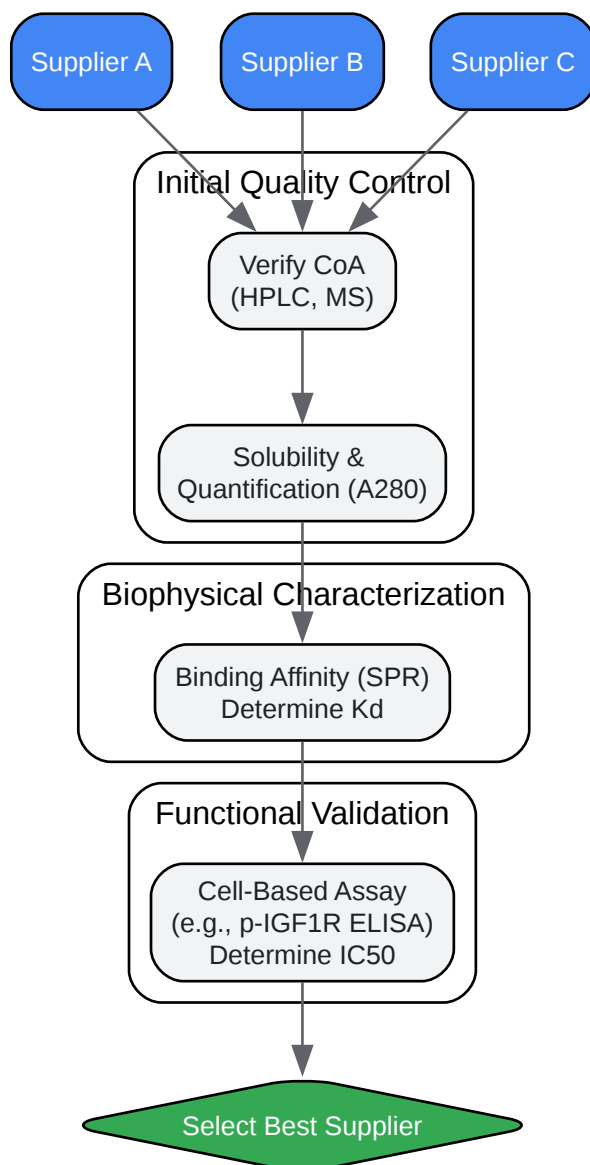 Supplier A
Supplier B
Supplier C
Initial Quality Control
Verify CoA
(HPLC, MS)
Solubility &
Quantification (A280)
Biophysical Characterization
Binding Affinity (SPR)
Determine Kd
Functional Validation
Cell-Based Assay
(e.g., p-IGF1R ELISA)
Determine IC50
Select Best Supplier